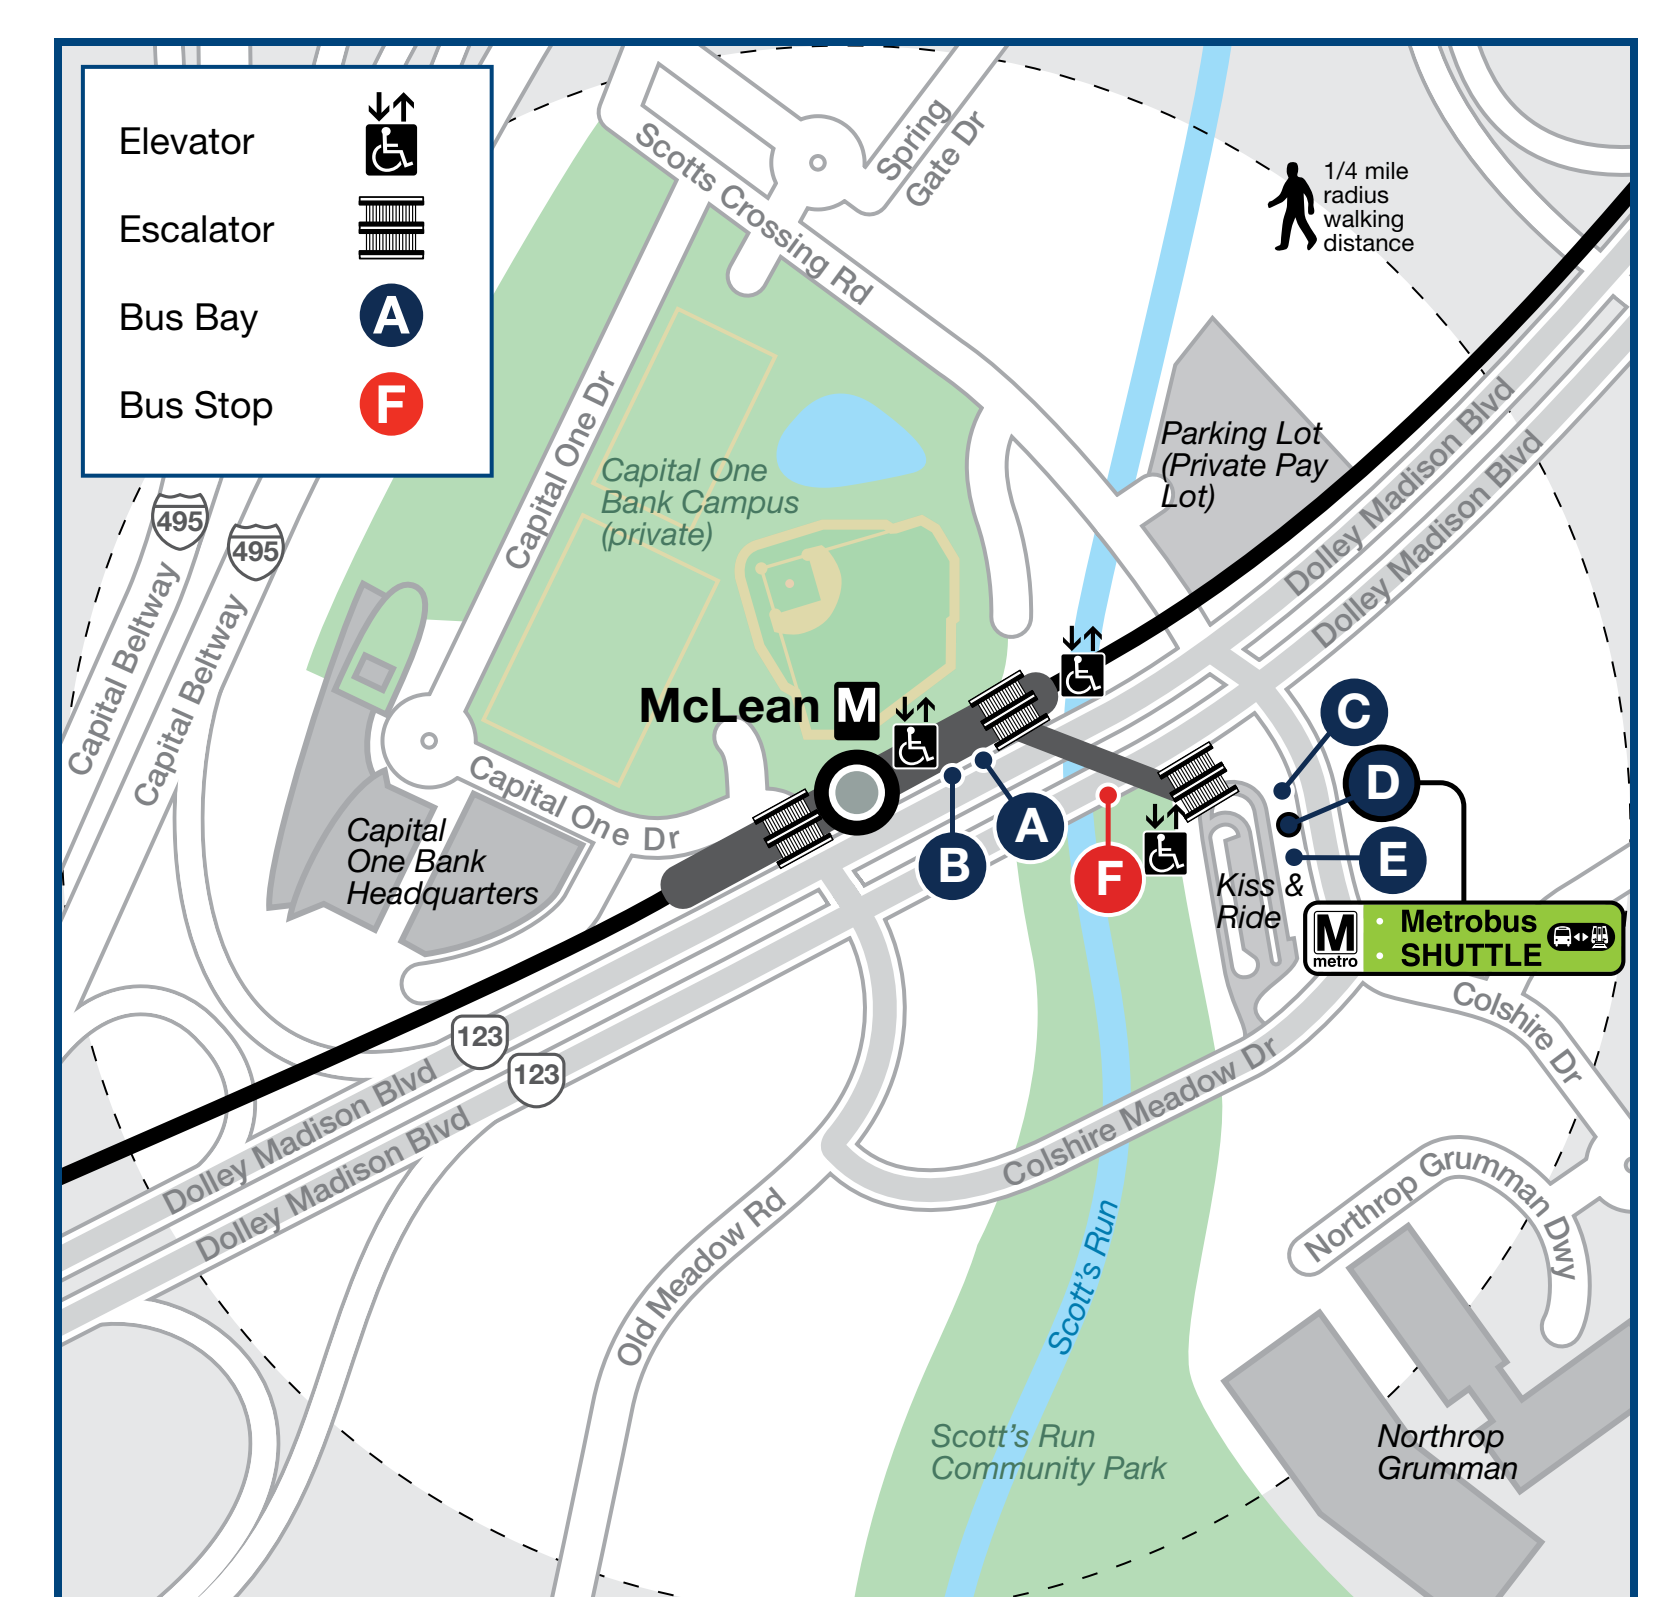 Elevator
Escalator
Bus Bay
A
Bus Stop
F
Scotts Crossing Rd
Spring
Gate Dr
1/4 mile
radius
walking
distance
Capital One Dr
Capital One
Bank Campus
(private)
Parking Lot
(Private Pay
Lot)
Dolley Madison Blvd
Dolley Madison Blvd
495
495
Capital Beltway
Capital Beltway
McLean M
C
D
E
A
B
F
Capital One Dr
Capital
One Bank
Headquarters
Kiss &
Ride
M
metro
• Metrobus
• SHUTTLE
123
123
Dolley Madison Blvd
Dolley Madison Blvd
Colshire Dr
Colshire Meadow Dr
Old Meadow Rd
Scott's Run
Northrop Grumman Dwy
Scott's Run
Community Park
Northrop
Grumman